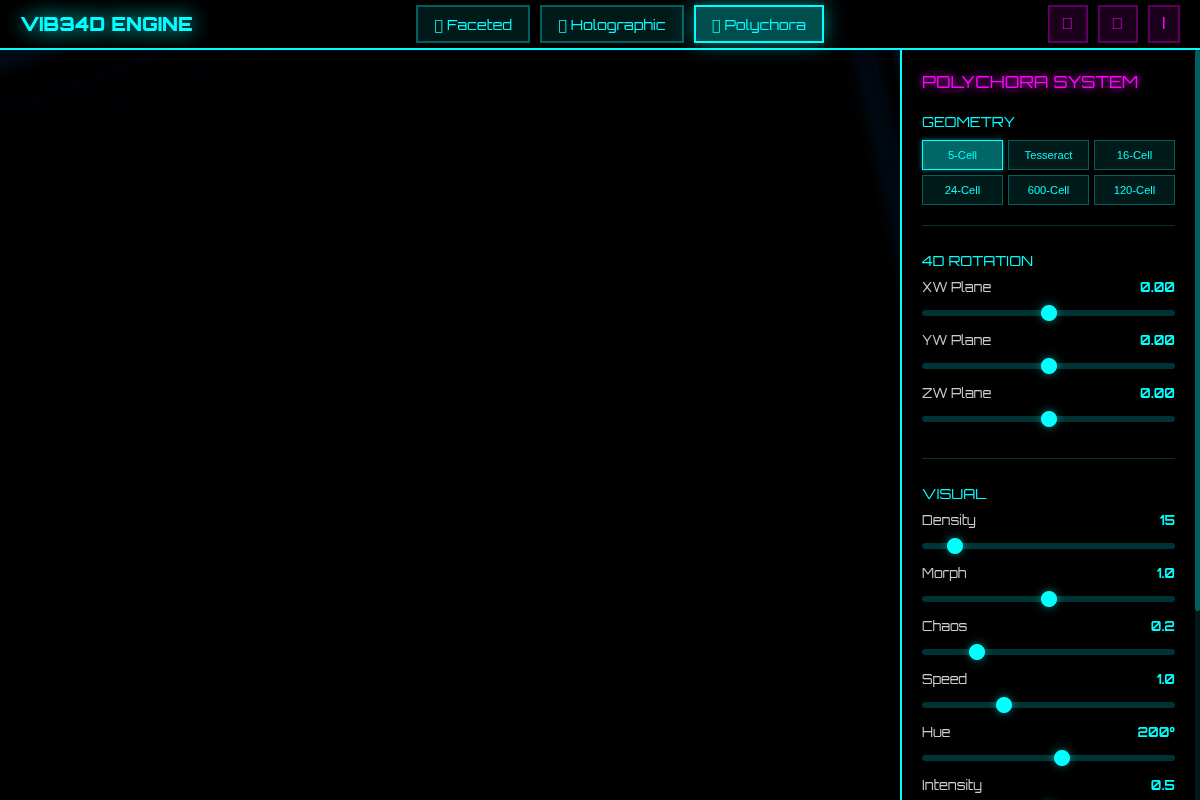 VIB34D ENGINE
Faceted
Holographic
Polychora
POLYCHORA SYSTEM
GEOMETRY
5-Cell Tesseract 16-Cell
24-Cell 600-Cell 120-Cell
4D ROTATION
XW Plane 0.00
YW Plane 0.00
ZW Plane 0.00
VISUAL
Density 15
Morph 1.0
Chaos 0.2
Speed 1.0
Hue 200°
Intensity 0.5